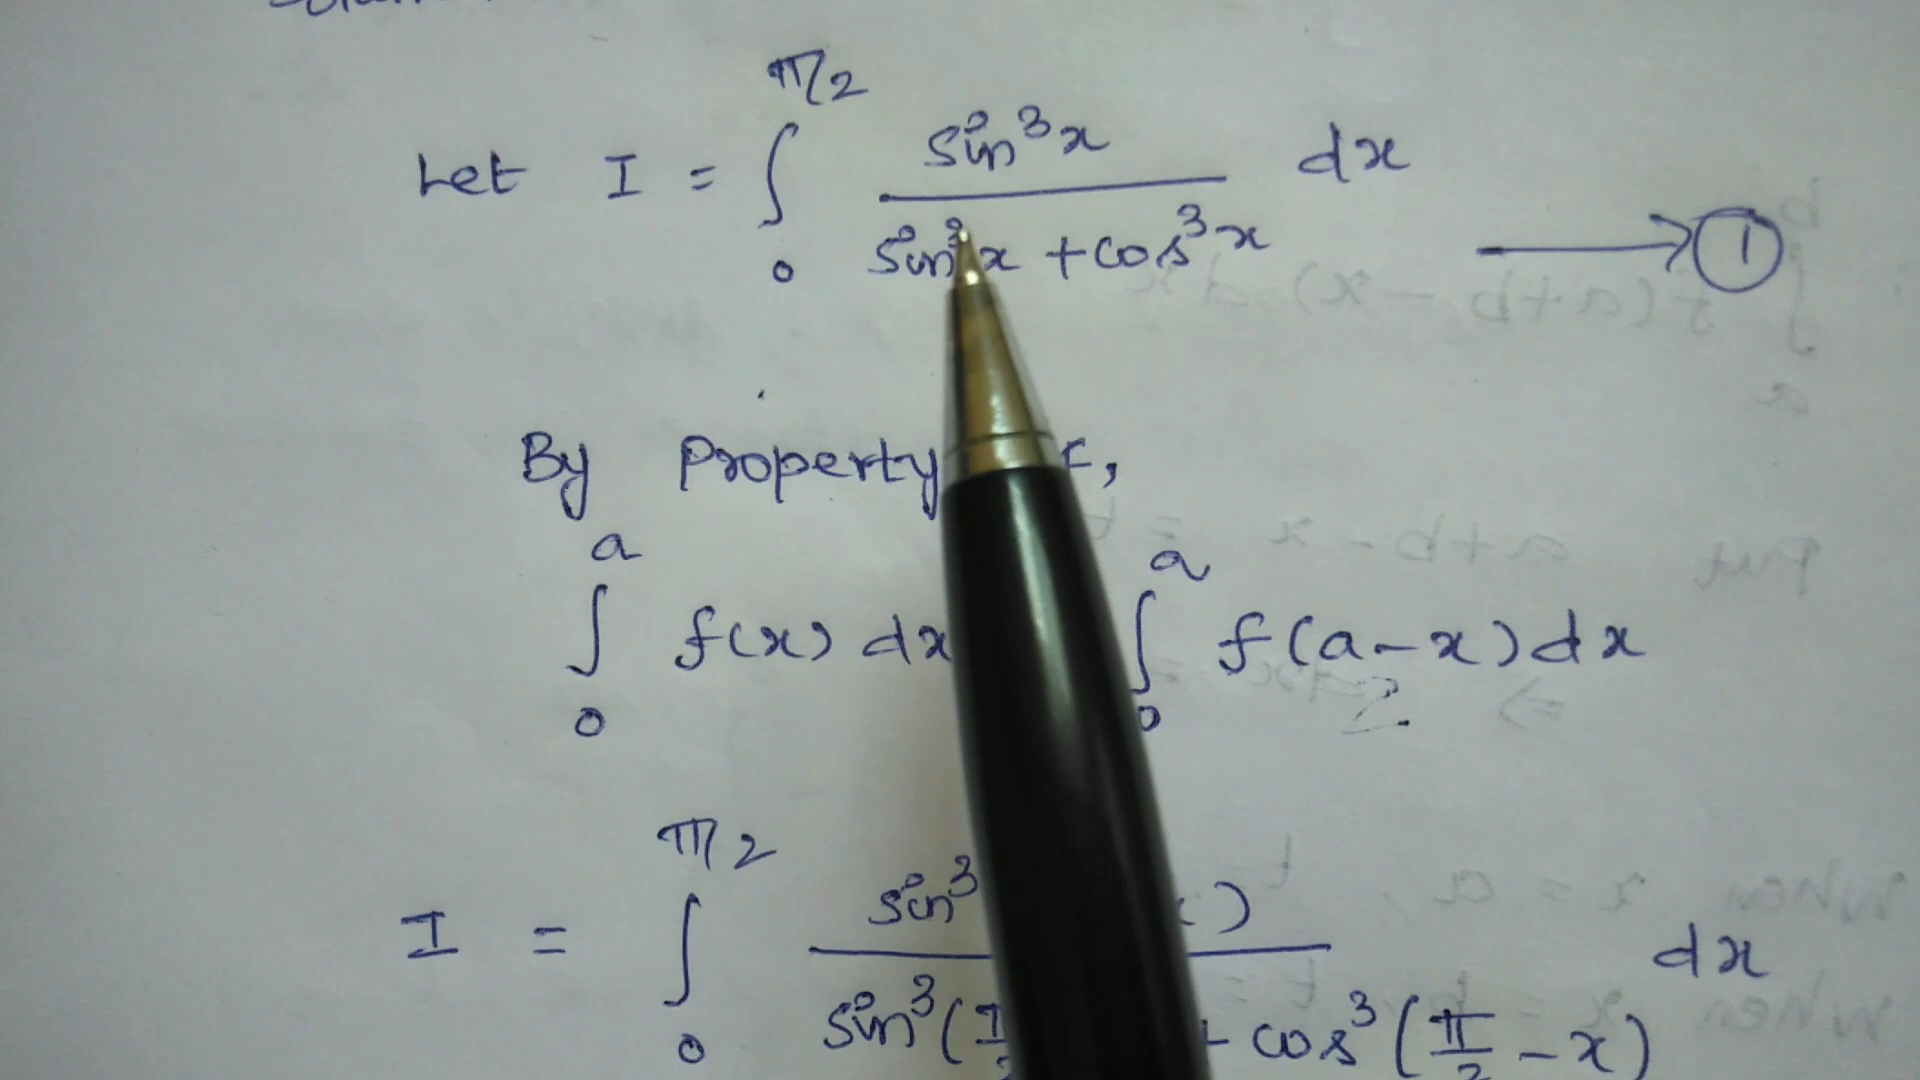 π/2
Let I = ∫ sin³x / sin³x + cos³x dx → 1
0
By Property
a a
∫ f(x) dx ∫ f(a-x) dx
0 0
π/2
I = ∫ sin³ ) / sin³( + cos³(π/2 - x) dx
0